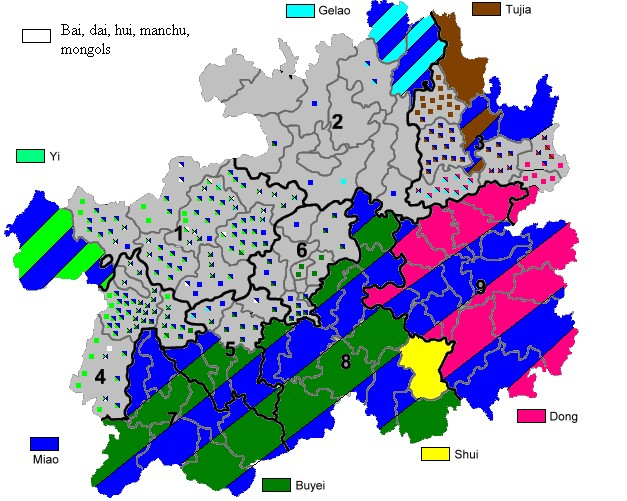 Gelao
Tujia
Bai, dai, hui, manchu,
mongols
2
3
Yi
1
6
9
5
8
4
7
Dong
Miao
Shui
Buyei